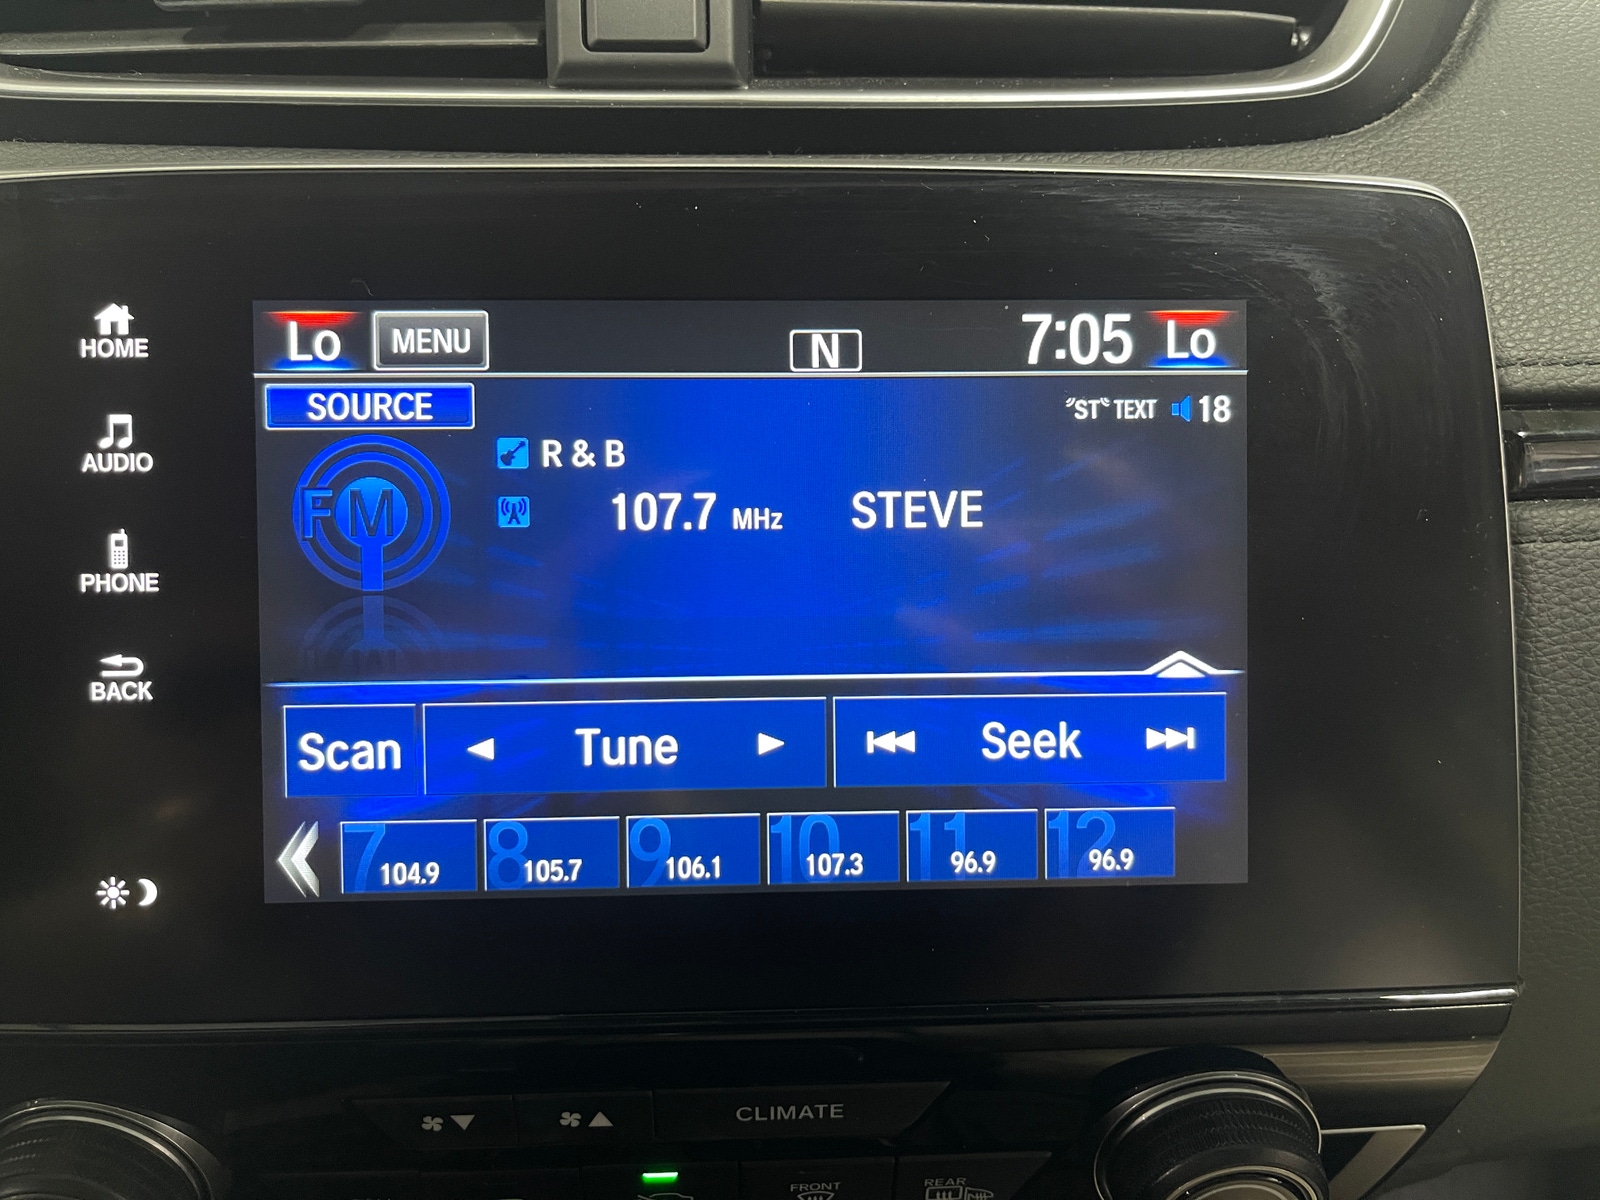 Lo MENU N 7:05 Lo
HOME
SOURCE
"ST" TEXT 18
AUDIO
FM
R & B
107.7 MHz STEVE
PHONE
BACK
Scan Tune Seek
7 104.9 8 105.7 9 106.1 10 107.3 11 96.9 12 96.9
CLIMATE
FRONT REAR